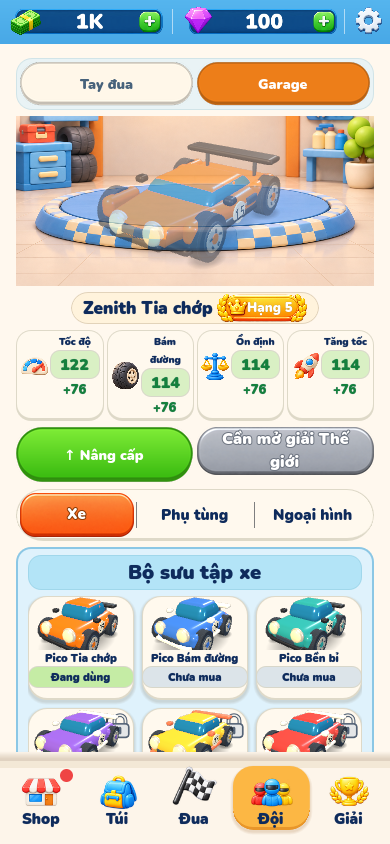 1K
100
Tay đua
Garage
15
Zenith Tia chớp
Hạng 5
Tốc độ
122
+76
Bám
đường
114
+76
Ổn định
114
+76
Tăng tốc
114
+76
↑ Nâng cấp
Cần mở giải Thế
giới
Xe
Phụ tùng
Ngoại hình
Bộ sưu tập xe
Pico Tia chớp
Đang dùng
Pico Bám đường
Chưa mua
Pico Bền bỉ
Chưa mua
Shop
Túi
Đua
Đội
Giải